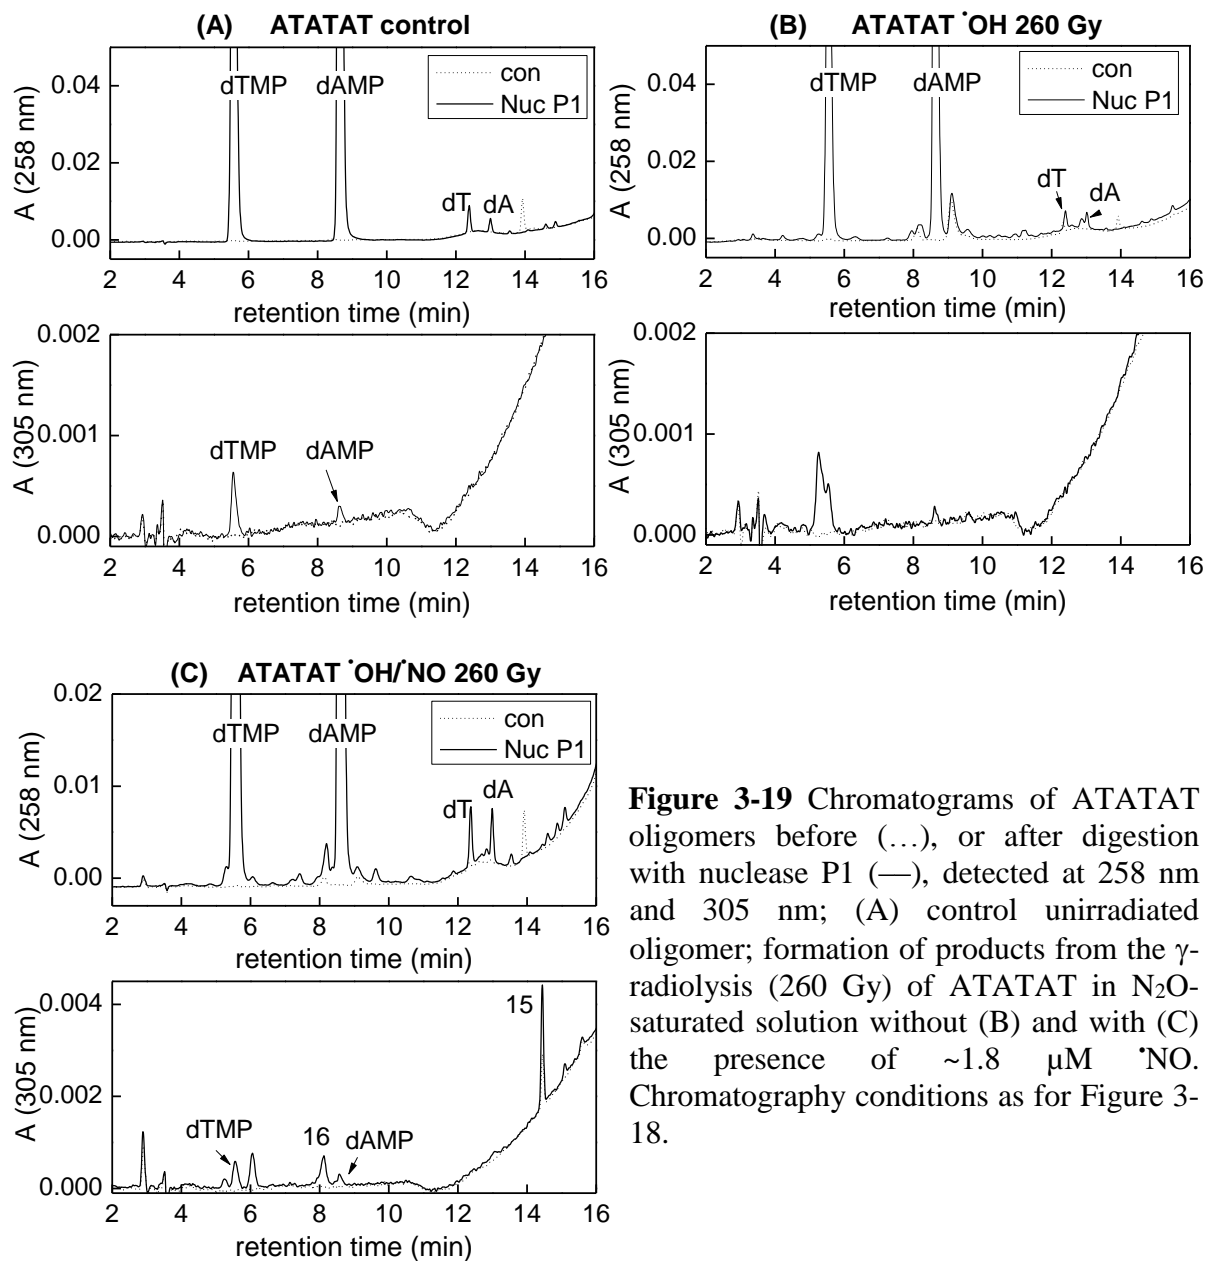 (A) ATATAT control
A (258 nm)
0.04
0.02
0.00
dTMP
dAMP
con
Nuc P1
dT
dA
2 4 6 8 10 12 14 16
retention time (min)
A (305 nm)
0.002
0.001
0.000
dTMP
dAMP
2 4 6 8 10 12 14 16
retention time (min)
(B) ATATAT •OH 260 Gy
A (258 nm)
0.04
0.02
0.00
dTMP
dAMP
con
Nuc P1
dT
dA
2 4 6 8 10 12 14 16
retention time (min)
A (305 nm)
0.002
0.001
0.000
2 4 6 8 10 12 14 16
retention time (min)
(C) ATATAT •OH/•NO 260 Gy
A (258 nm)
0.02
0.01
0.00
dTMP
dAMP
con
Nuc P1
dT
dA
2 4 6 8 10 12 14 16
retention time (min)
A (305 nm)
0.004
0.002
0.000
dTMP
16
dAMP
15
2 4 6 8 10 12 14 16
retention time (min)
Figure 3-19 Chromatograms of ATATAT
oligomers before (…), or after digestion
with nuclease P1 (—), detected at 258 nm
and 305 nm; (A) control unirradiated
oligomer; formation of products from the γ-
radiolysis (260 Gy) of ATATAT in N₂O-
saturated solution without (B) and with (C)
the presence of ~1.8 μM •NO.
Chromatography conditions as for Figure 3-
18.